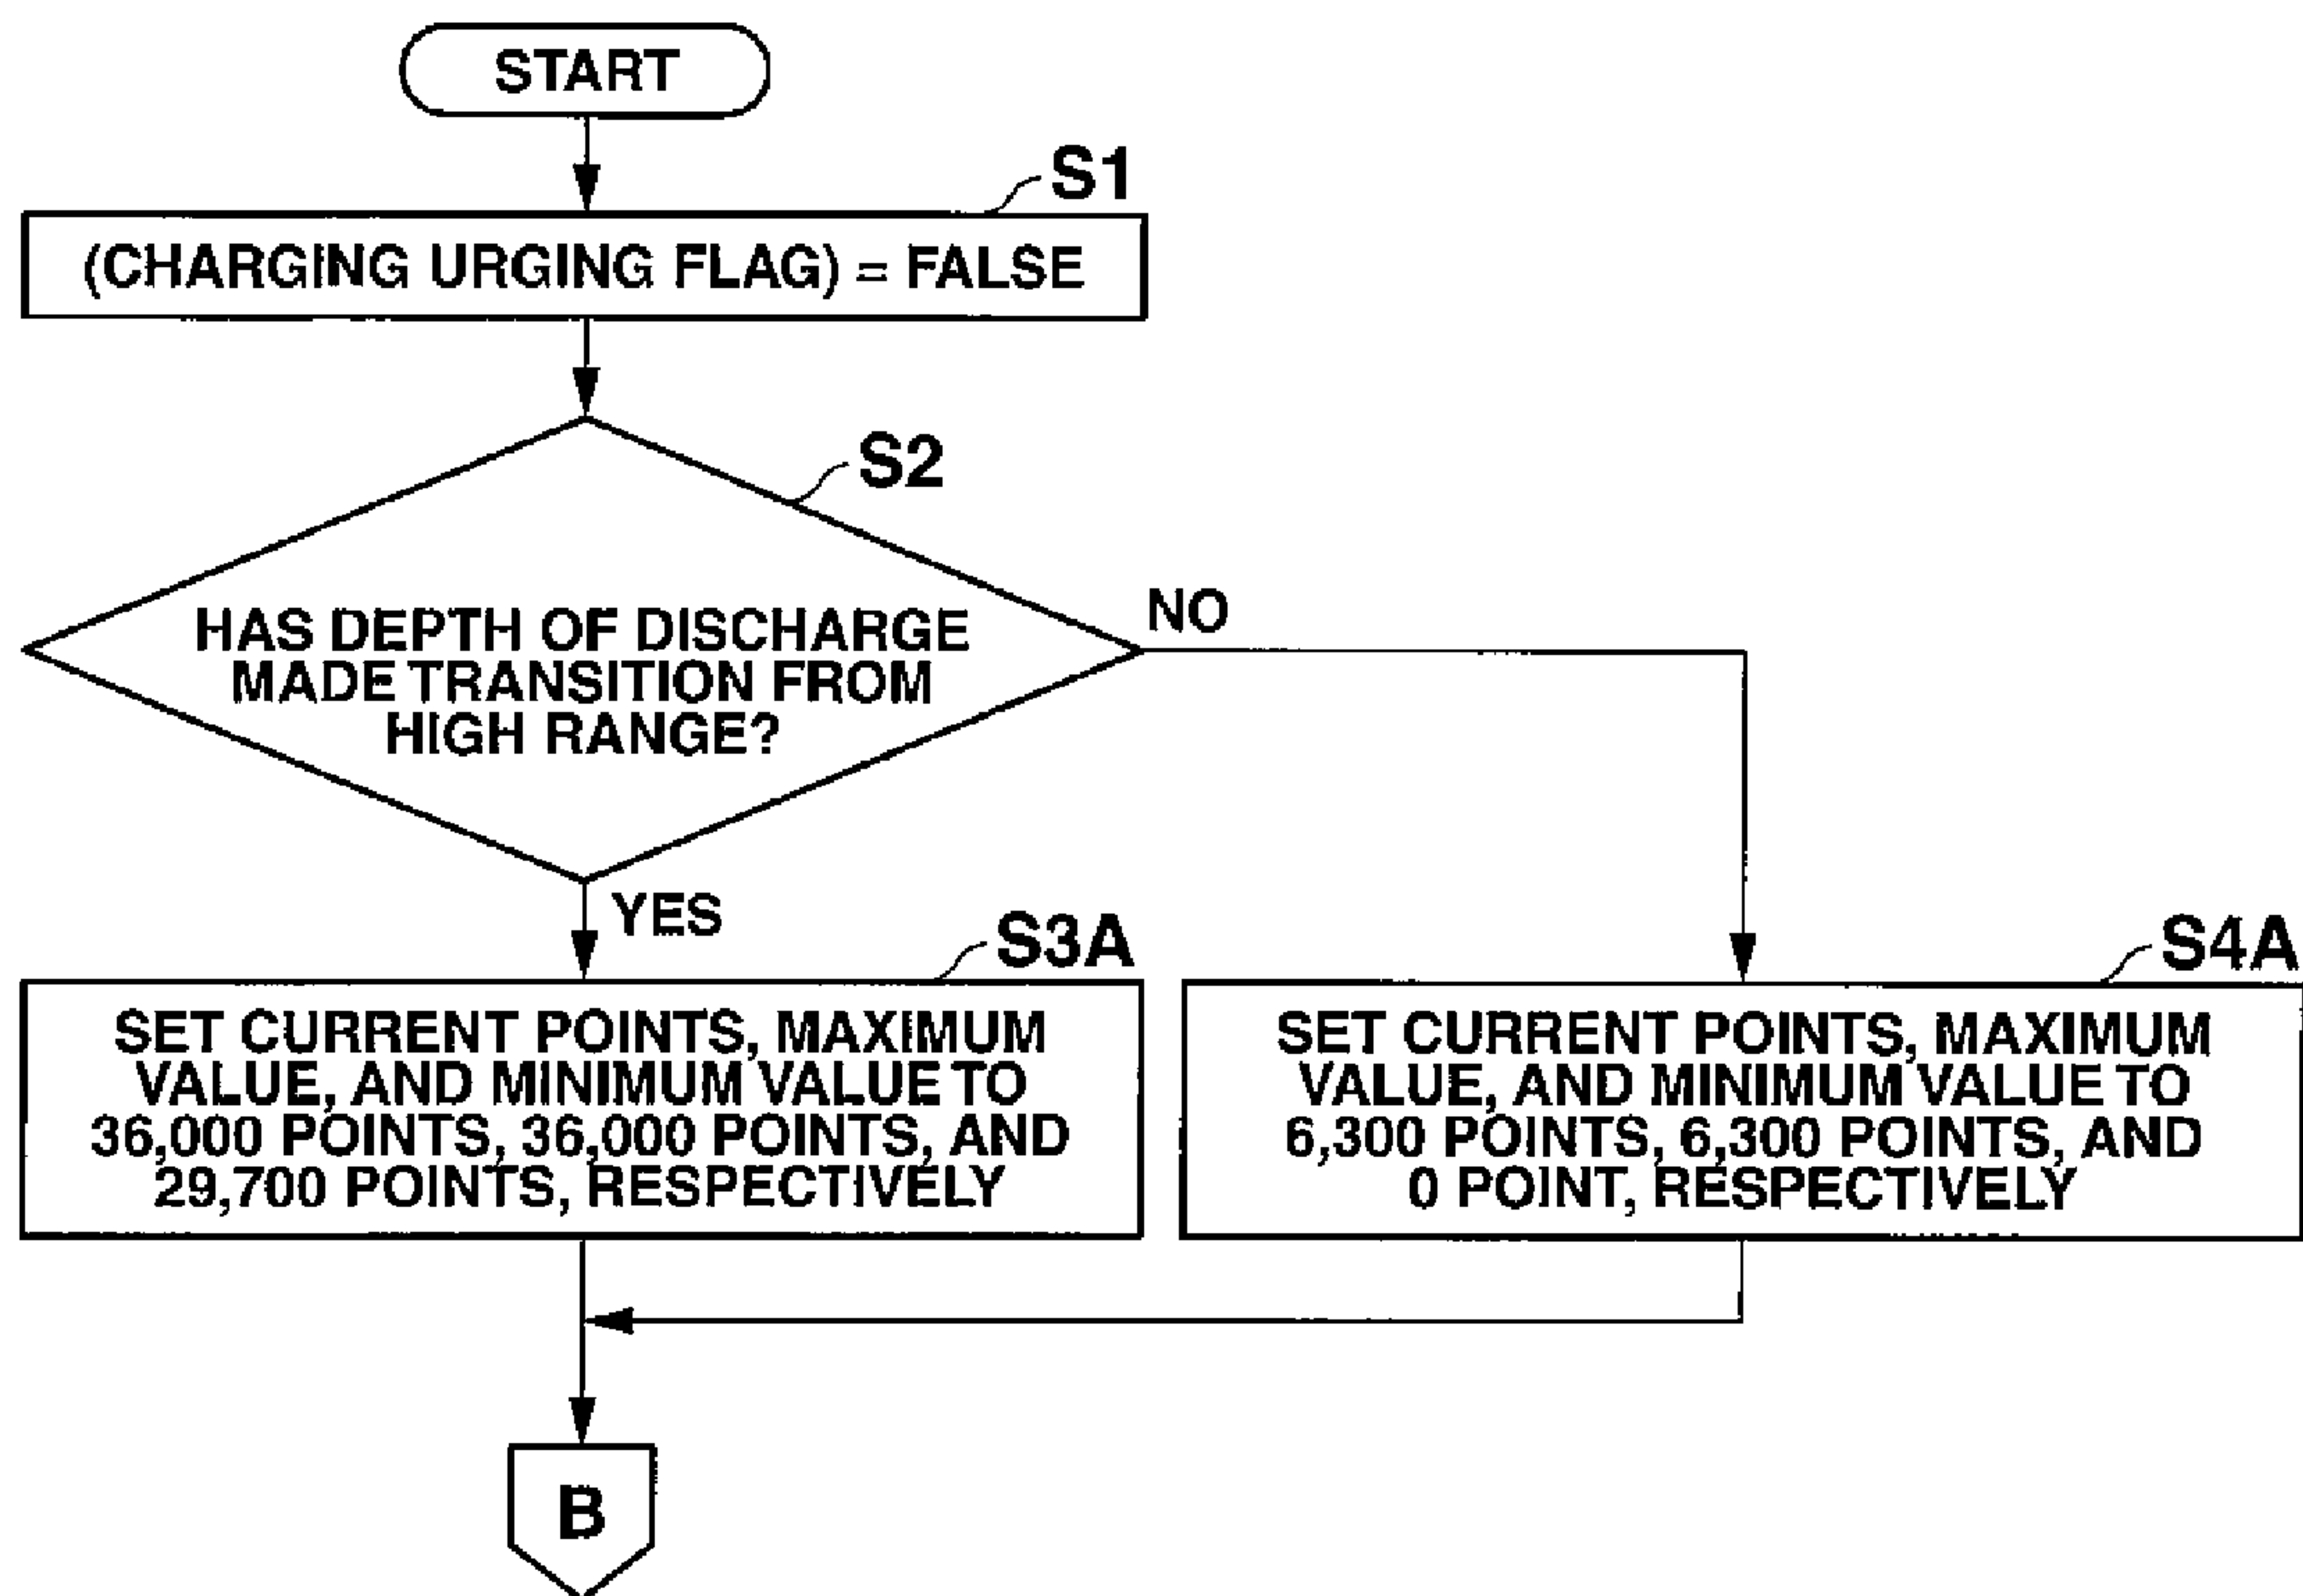 START
S1
(CHARGING URGING FLAG) = FALSE
S2
HAS DEPTH OF DISCHARGE
MADE TRANSITION FROM
HIGH RANGE?
NO
YES
S3A
SET CURRENT POINTS, MAXIMUM
VALUE, AND MINIMUM VALUE TO
36,000 POINTS, 36,000 POINTS, AND
29,700 POINTS, RESPECTIVELY
S4A
SET CURRENT POINTS, MAXIMUM
VALUE, AND MINIMUM VALUE TO
6,300 POINTS, 6,300 POINTS, AND
0 POINT, RESPECTIVELY
B